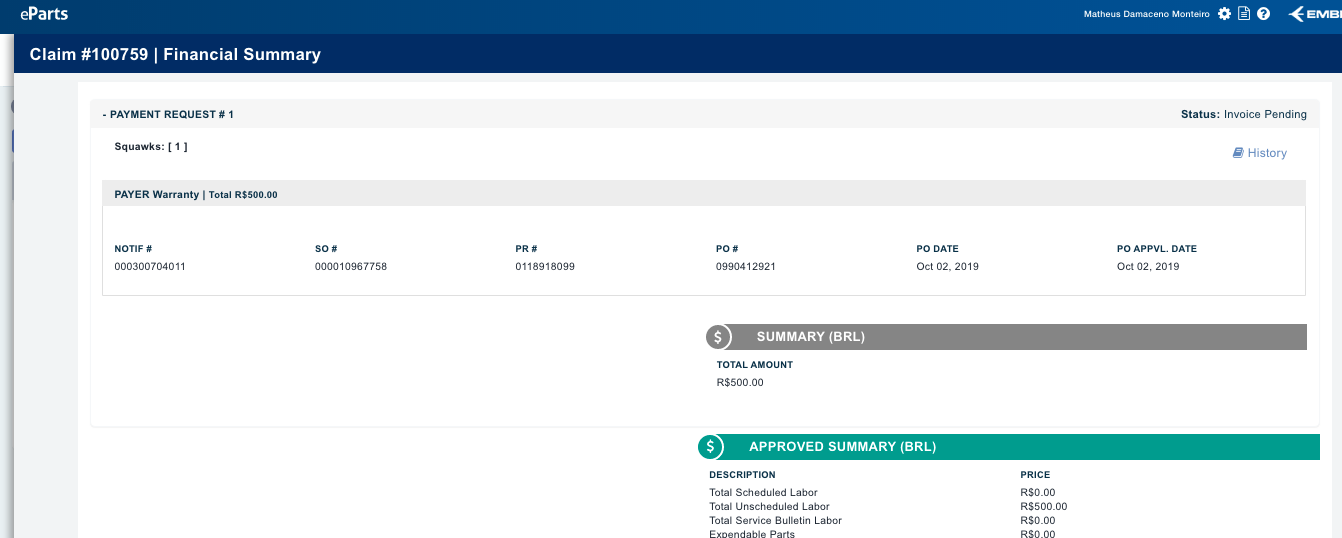 eParts
Matheus Damaceno Monteiro
Claim #100759 | Financial Summary
- PAYMENT REQUEST # 1
Status: Invoice Pending
Squawks: [ 1 ]
History
PAYER Warranty | Total R$500.00
NOTIF # SO # PR # PO # PO DATE PO APPVL. DATE
000300704011 000010967758 0118918099 0990412921 Oct 02, 2019 Oct 02, 2019
$ SUMMARY (BRL)
TOTAL AMOUNT
R$500.00
$ APPROVED SUMMARY (BRL)
DESCRIPTION PRICE
Total Scheduled Labor R$0.00
Total Unscheduled Labor R$500.00
Total Service Bulletin Labor R$0.00
Expendable Parts R$0.00